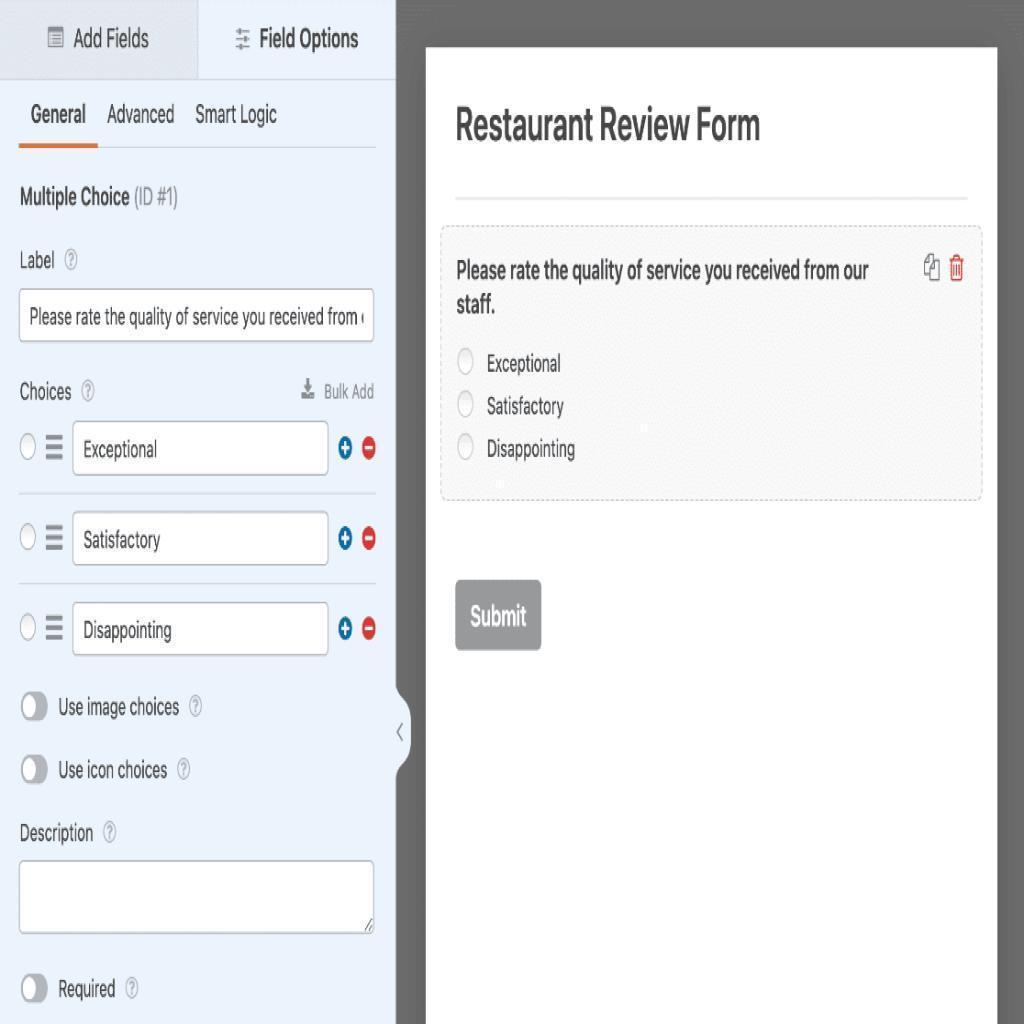 Add Fields
Field Options
General Advanced Smart Logic
Multiple Choice (ID #1)
Label ?
Please rate the quality of service you received from
Choices ? Bulk Add
Exceptional
Satisfactory
Disappointing
Use image choices ?
Use icon choices ?
Description ?
Required ?
Restaurant Review Form
Please rate the quality of service you received from our
staff.
Exceptional
Satisfactory
Disappointing
Submit